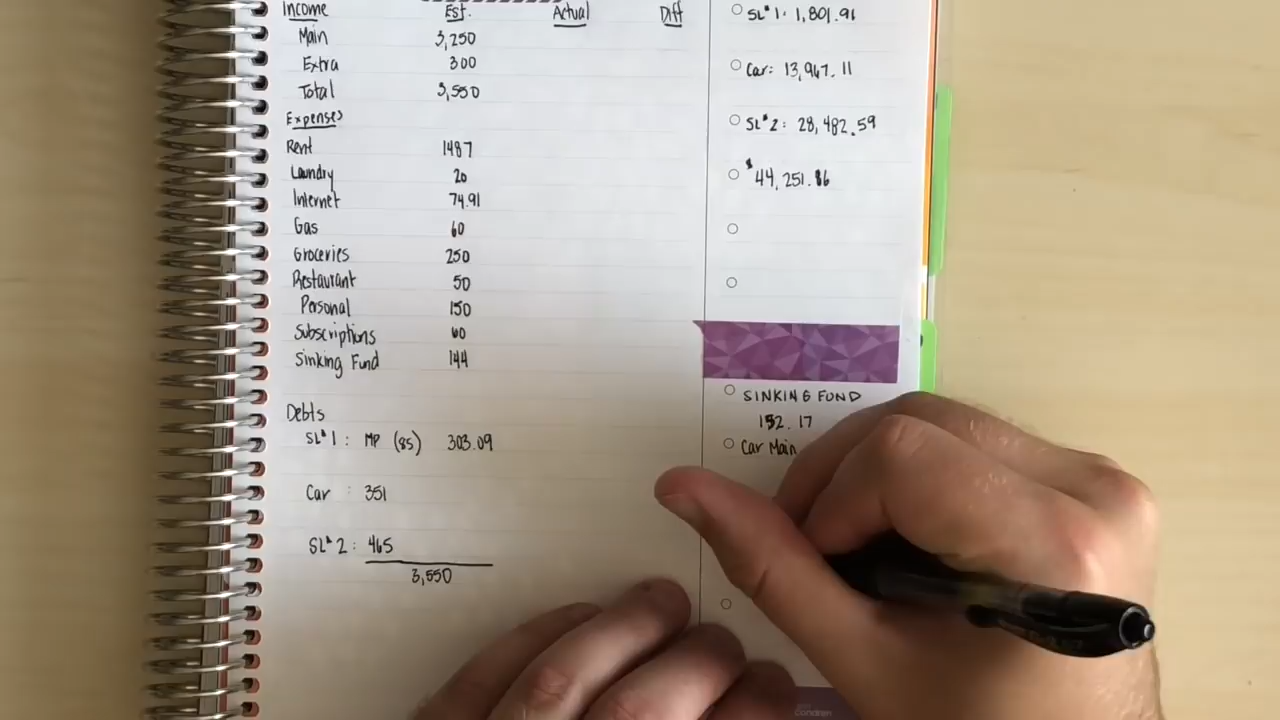 Income Est. Actual Diff
Main 3,250
Extra 300
Total 3,550
Expenses
Rent 1487
Laundry 20
Internet 74.91
Gas 60
Groceries 250
Restaurant 50
Personal 150
Subscriptions 60
Sinking Fund 144
Debts
SL#1: MP (85) 303.09
Car : 351
SL#2: 465
3,550
SL#1: 1,801.91
Car: 13,967.11
SL#2: 28,482.59
$44,251.16
SINKING FUND
152.17
Car Main
condren